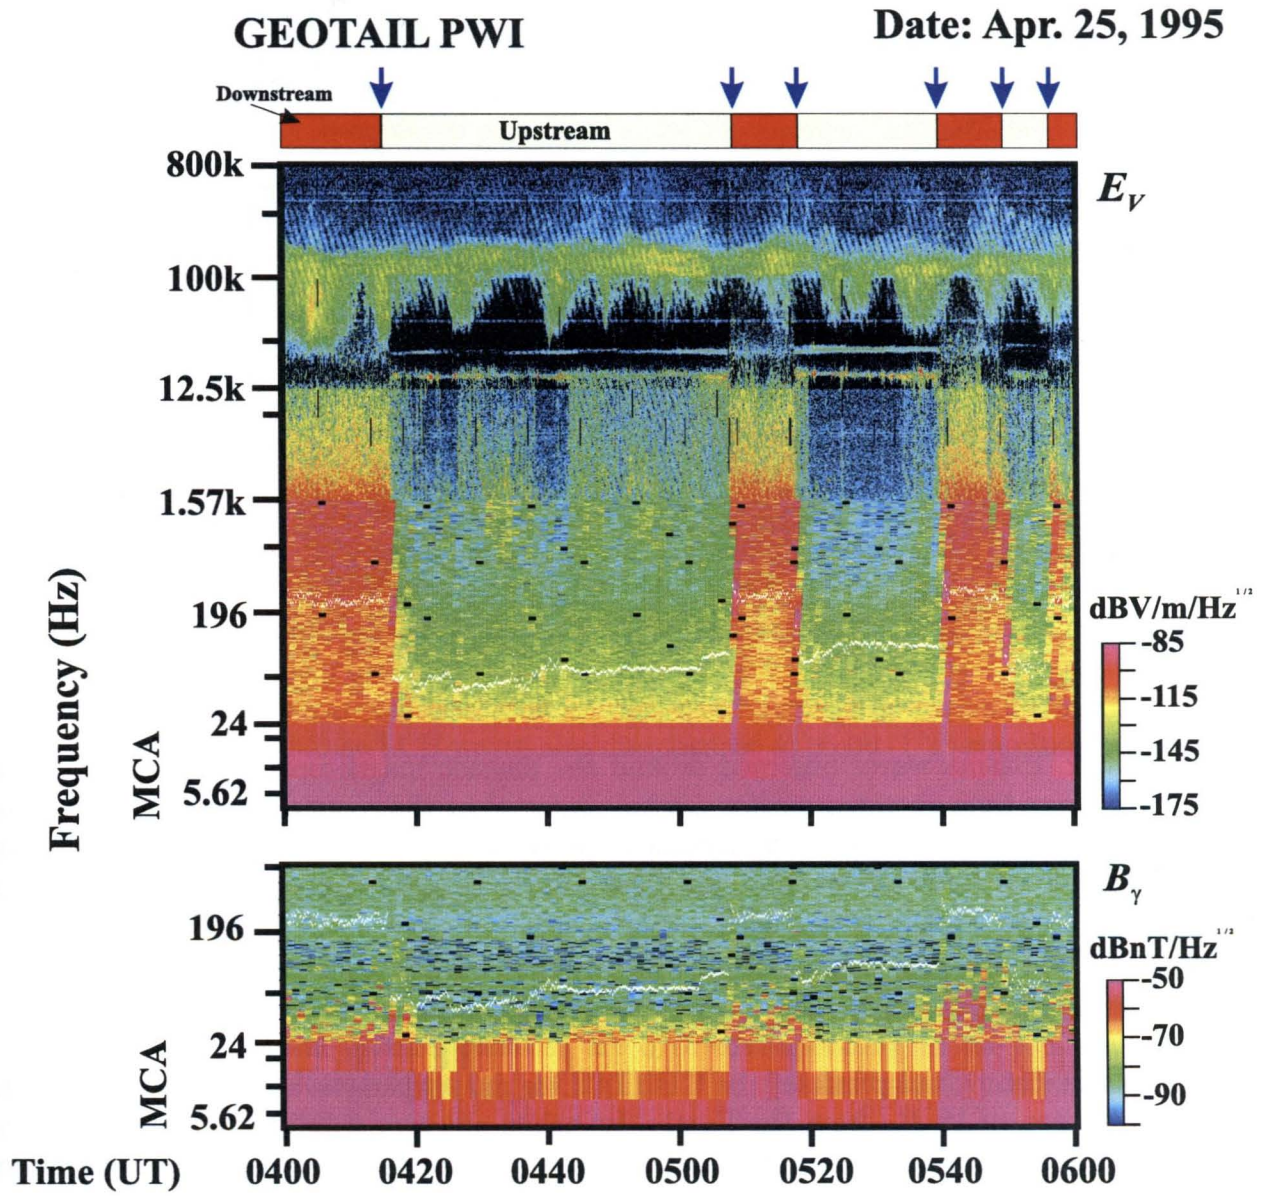 GEOTAIL PWI
Date: Apr. 25, 1995
Downstream
Upstream
800k
E_V
100k
12.5k
1.57k
196
24
5.62
Frequency (Hz)
MCA
dBV/m/Hz^1/2
-85
-115
-145
-175
B_γ
196
24
5.62
MCA
dBnT/Hz^1/2
-50
-70
-90
Time (UT)
0400 0420 0440 0500 0520 0540 0600